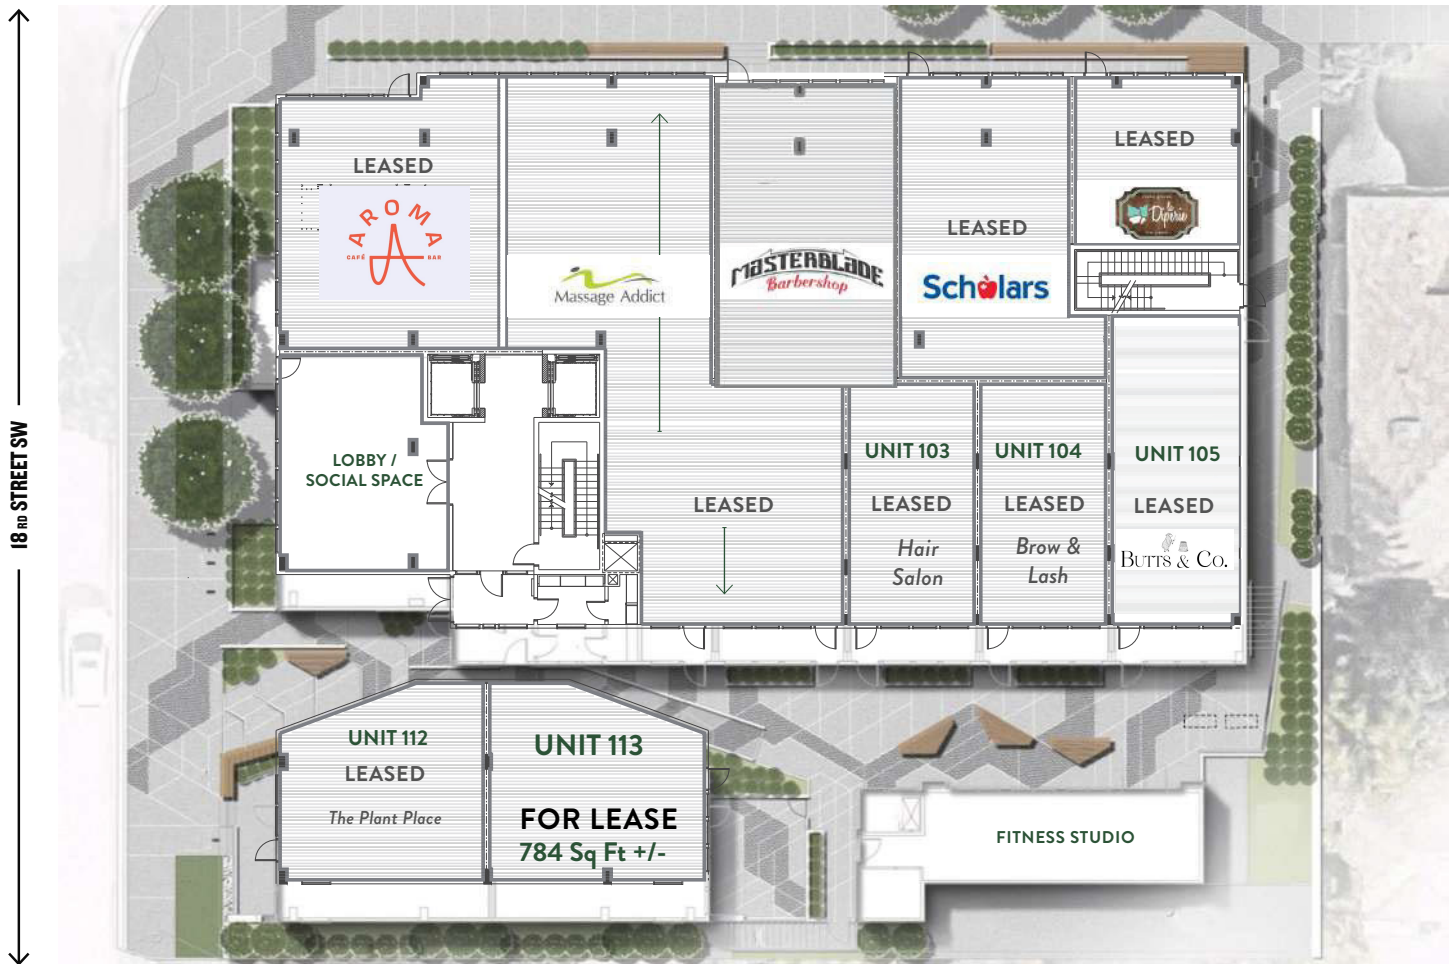 18 RD STREET SW
LEASED
AROMA
CAFÉ BAR
Massage Addict
MASTERBLADE
Barbershop
LEASED
Scholars
LEASED
la
Diperie
LOBBY /
SOCIAL SPACE
LEASED
UNIT 103
LEASED
Hair
Salon
UNIT 104
LEASED
Brow &
Lash
UNIT 105
LEASED
BUTTS & CO.
UNIT 112
LEASED
The Plant Place
UNIT 113
FOR LEASE
784 Sq Ft +/-
FITNESS STUDIO